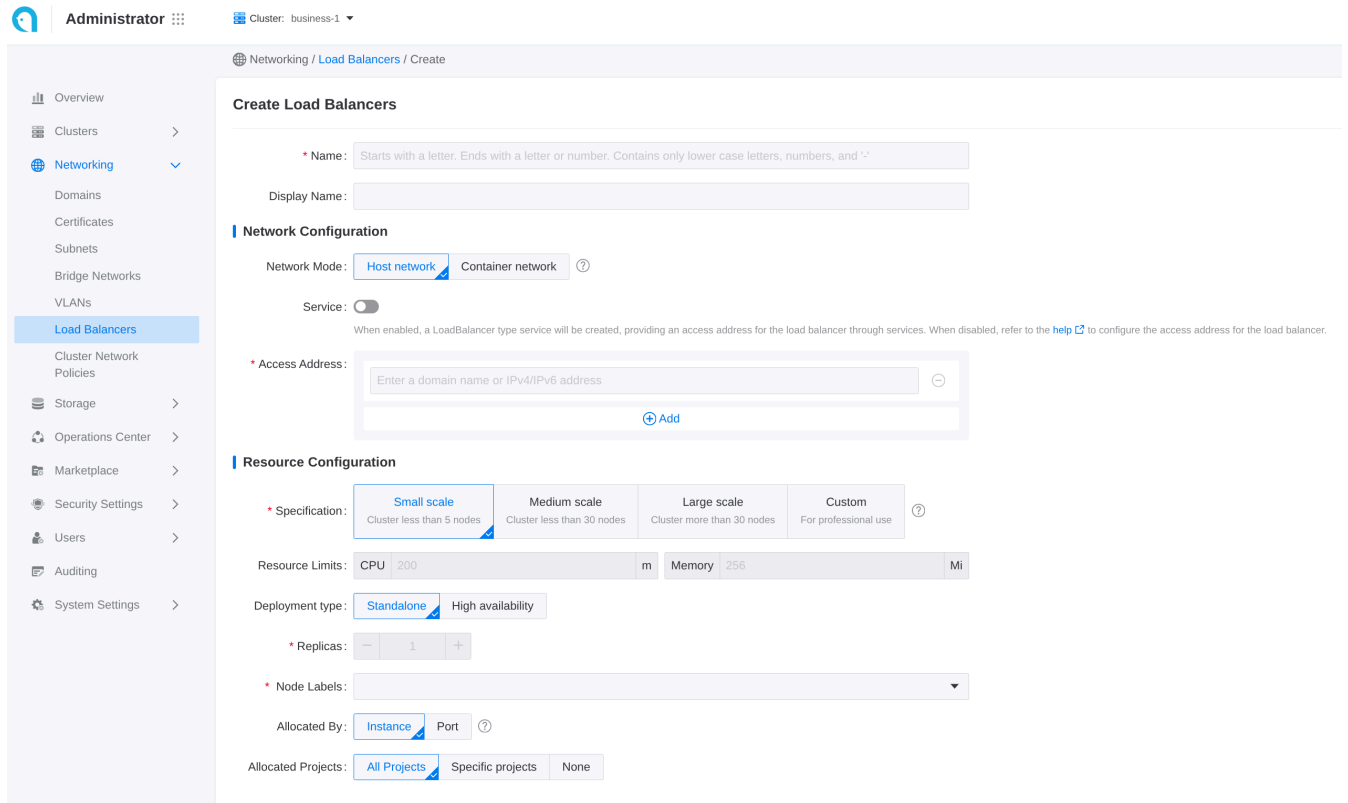 Administrator
Cluster: business-1
Networking / Load Balancers / Create
Overview
Clusters
Networking
Domains
Certificates
Subnets
Bridge Networks
VLANs
Load Balancers
Cluster Network
Policies
Storage
Operations Center
Marketplace
Security Settings
Users
Auditing
System Settings
Create Load Balancers
* Name: Starts with a letter. Ends with a letter or number. Contains only lower case letters, numbers, and '-'
Display Name:
Network Configuration
Network Mode: Host network Container network ?
Service:
When enabled, a LoadBalancer type service will be created, providing an access address for the load balancer through services. When disabled, refer to the help to configure the access address for the load balancer.
* Access Address: Enter a domain name or IPv4/IPv6 address
Add
Resource Configuration
* Specification: Small scale Medium scale Large scale Custom ?
Cluster less than 5 nodes Cluster less than 30 nodes Cluster more than 30 nodes For professional use
Resource Limits: CPU 200 m Memory 256 Mi
Deployment type: Standalone High availability
* Replicas: − 1 +
* Node Labels:
Allocated By: Instance Port ?
Allocated Projects: All Projects Specific projects None